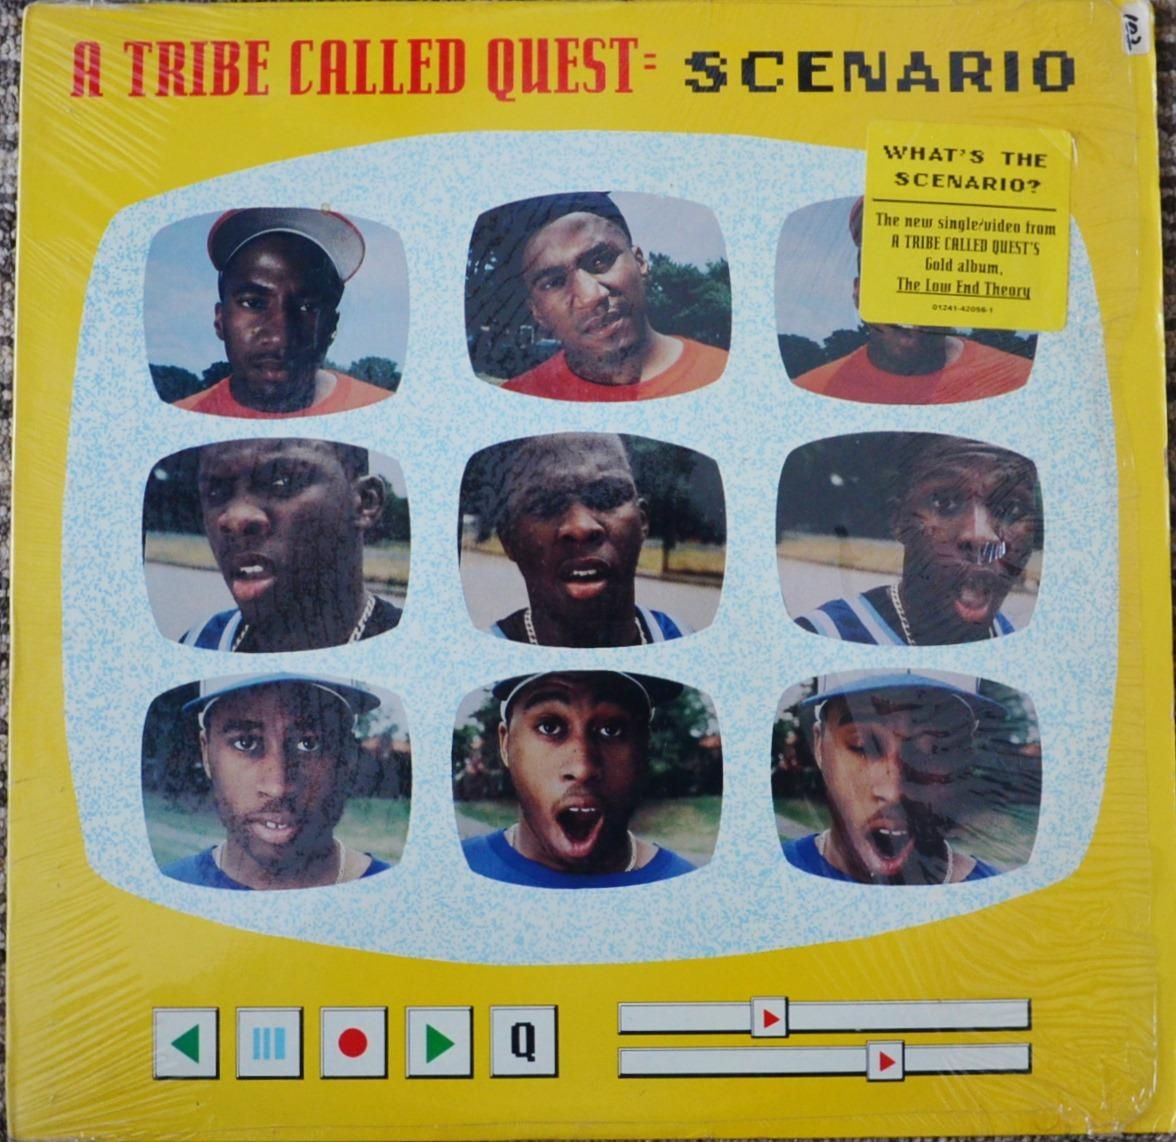 A TRIBE CALLED QUEST: SCENARIO
102
WHAT'S THE
SCENARIO?
The new single/video from
A TRIBE CALLED QUEST'S
Gold album,
The Low End Theory
01241-42056-1
Q